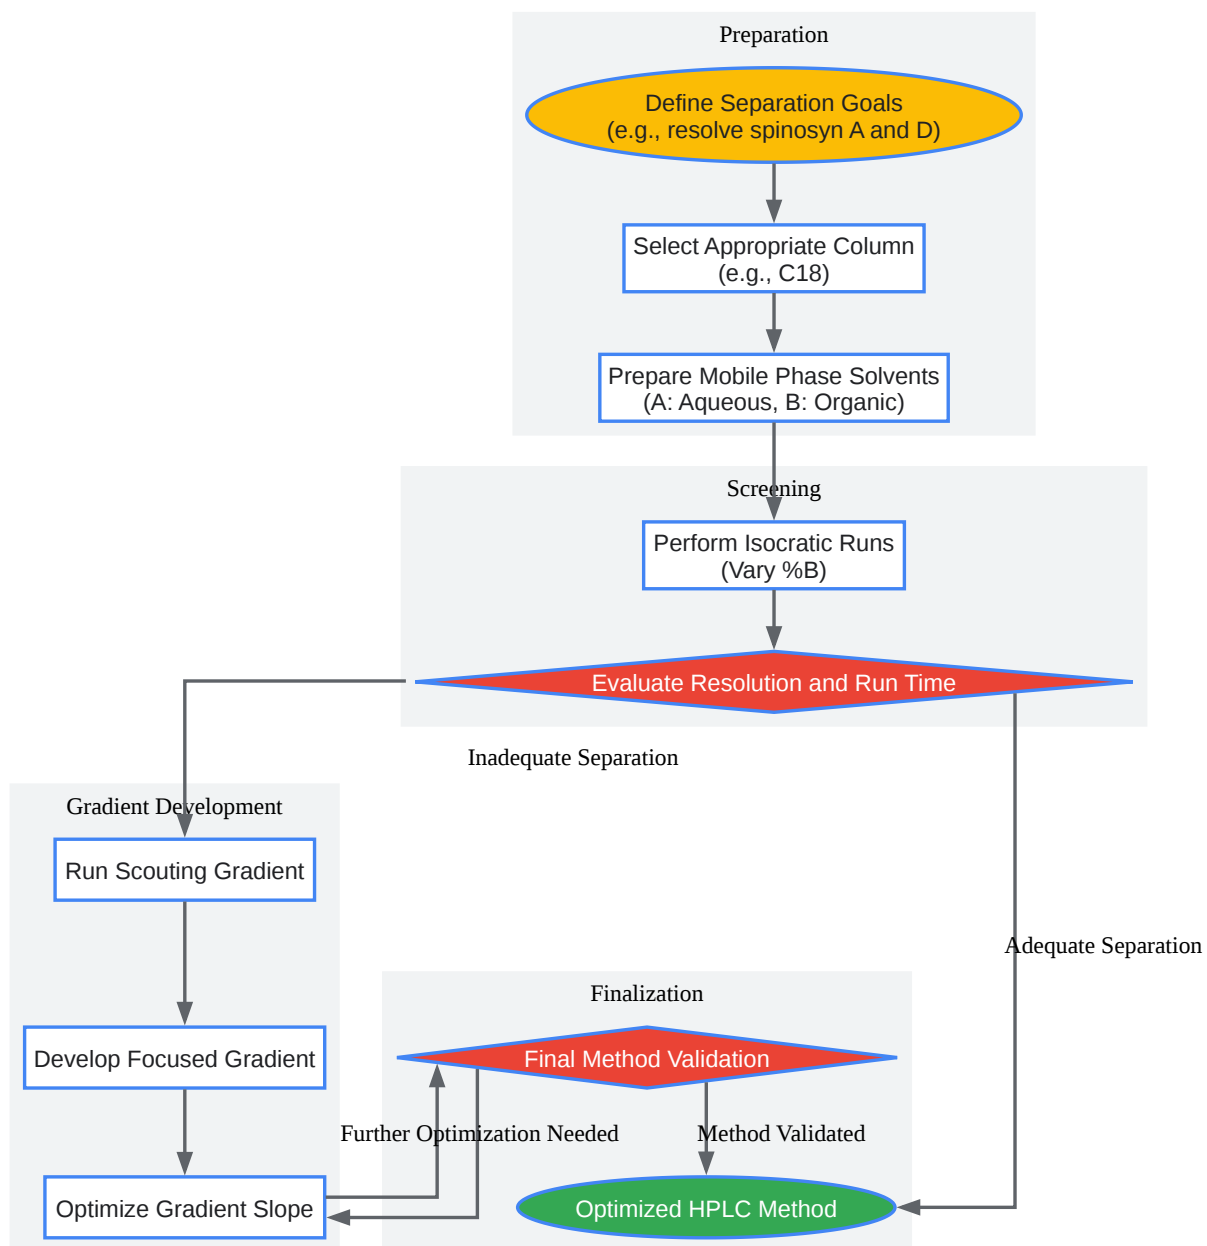 Preparation
Define Separation Goals
(e.g., resolve spinosyn A and D)
Select Appropriate Column
(e.g., C18)
Prepare Mobile Phase Solvents
(A: Aqueous, B: Organic)
Screening
Perform Isocratic Runs
(Vary %B)
Evaluate Resolution and Run Time
Inadequate Separation
Gradient Development
Run Scouting Gradient
Adequate Separation
Finalization
Develop Focused Gradient
Final Method Validation
Further Optimization Needed
Method Validated
Optimize Gradient Slope
Optimized HPLC Method